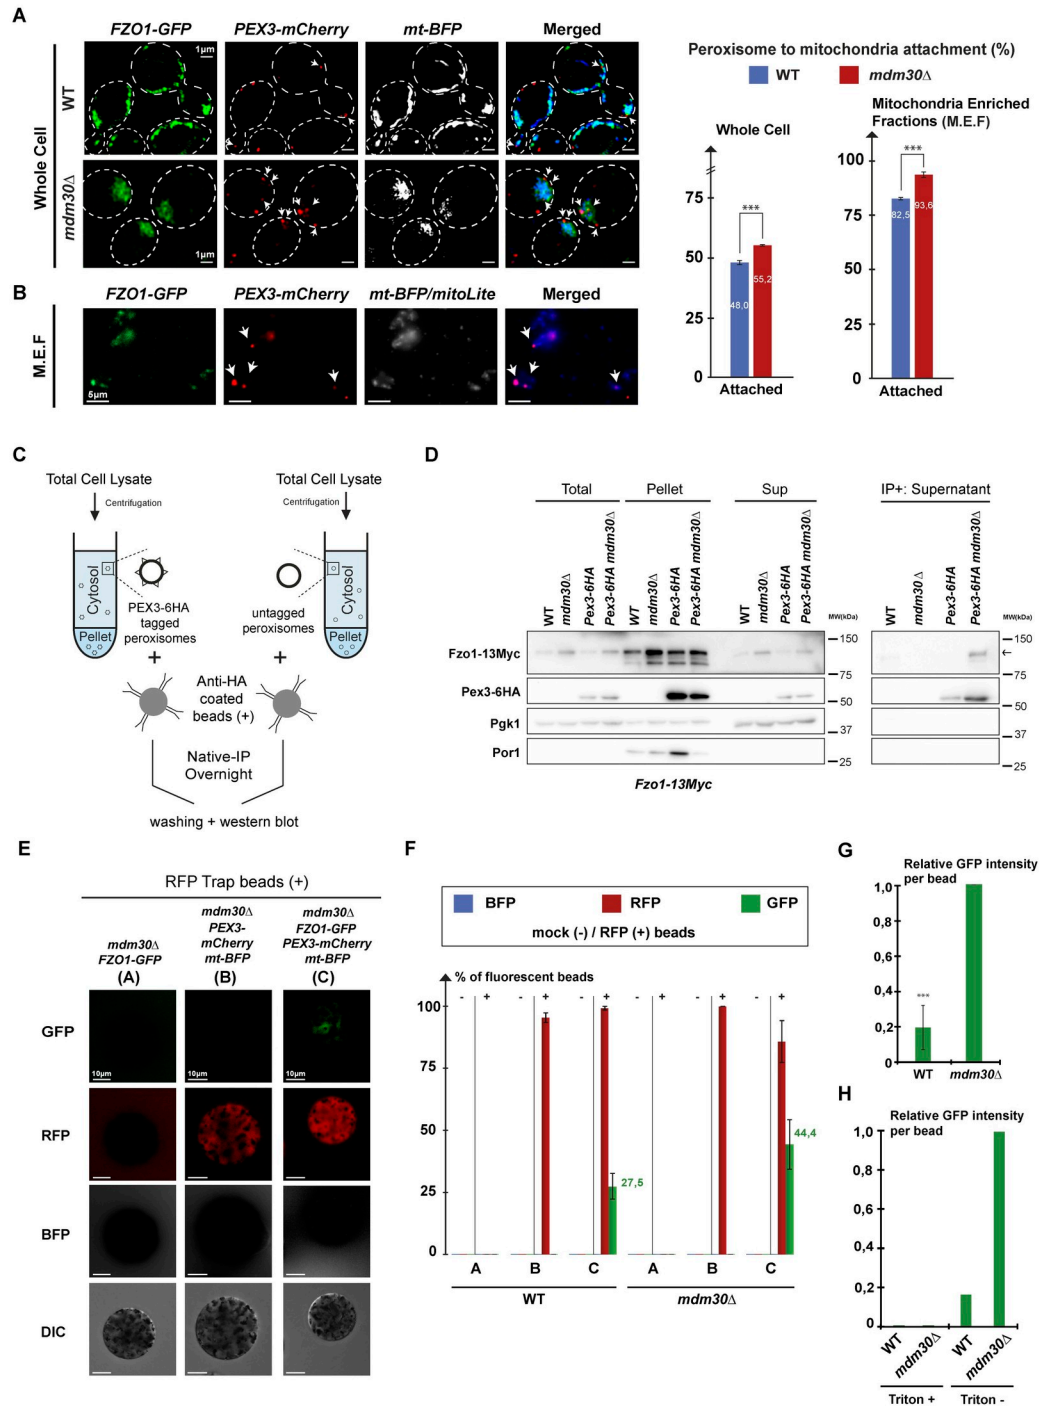 A
FZO1-GFP PEX3-mCherry mt-BFP Merged
Whole Cell
WT
1µm
mdm30Δ
1µm
Peroxisome to mitochondria attachment (%)
WT mdm30Δ
Whole Cell
75
50
25
0
***
48,0
55,2
Attached
Mitochondria Enriched
Fractions (M.E.F)
100
75
50
25
0
***
82,5
93,6
Attached
B
FZO1-GFP PEX3-mCherry mt-BFP/mitoLite Merged
M.E.F
5µm
C
Total Cell Lysate Total Cell Lysate
Centrifugation Centrifugation
Cytosol Cytosol
Pellet Pellet
PEX3-6HA
tagged
peroxisomes
untagged
peroxisomes
+ +
Anti-HA
coated
beads (+)
Native-IP
Overnight
washing + western blot
D
Total Pellet Sup IP+: Supernatant
WT mdm30Δ Pex3-6HA Pex3-6HA mdm30Δ WT mdm30Δ Pex3-6HA Pex3-6HA mdm30Δ WT mdm30Δ Pex3-6HA Pex3-6HA mdm30Δ WT mdm30Δ Pex3-6HA Pex3-6HA mdm30Δ
MW(kDa) MW(kDa)
Fzo1-13Myc
150 150
←
75 75
Pex3-6HA
50 50
Pgk1
37 37
Por1
25 25
Fzo1-13Myc
E
RFP Trap beads (+)
mdm30Δ
FZO1-GFP
(A)
mdm30Δ
PEX3-
mCherry
mt-BFP
(B)
mdm30Δ
FZO1-GFP
PEX3-mCherry
mt-BFP
(C)
GFP
10µm 10µm 10µm
RFP
BFP
DIC
F
BFP RFP GFP
mock (-) / RFP (+) beads
% of fluorescent beads
- + - + - + - + - + - +
100
75
50
25
0
27,5
44,4
A B C A B C
WT mdm30Δ
G
Relative GFP intensity
per bead
1,0
0,8
0,6
0,4
0,2
0
***
WT mdm30Δ
H
Relative GFP intensity
per bead
1,0
0,8
0,6
0,4
0,2
0
WT mdm30Δ WT mdm30Δ
Triton + Triton -